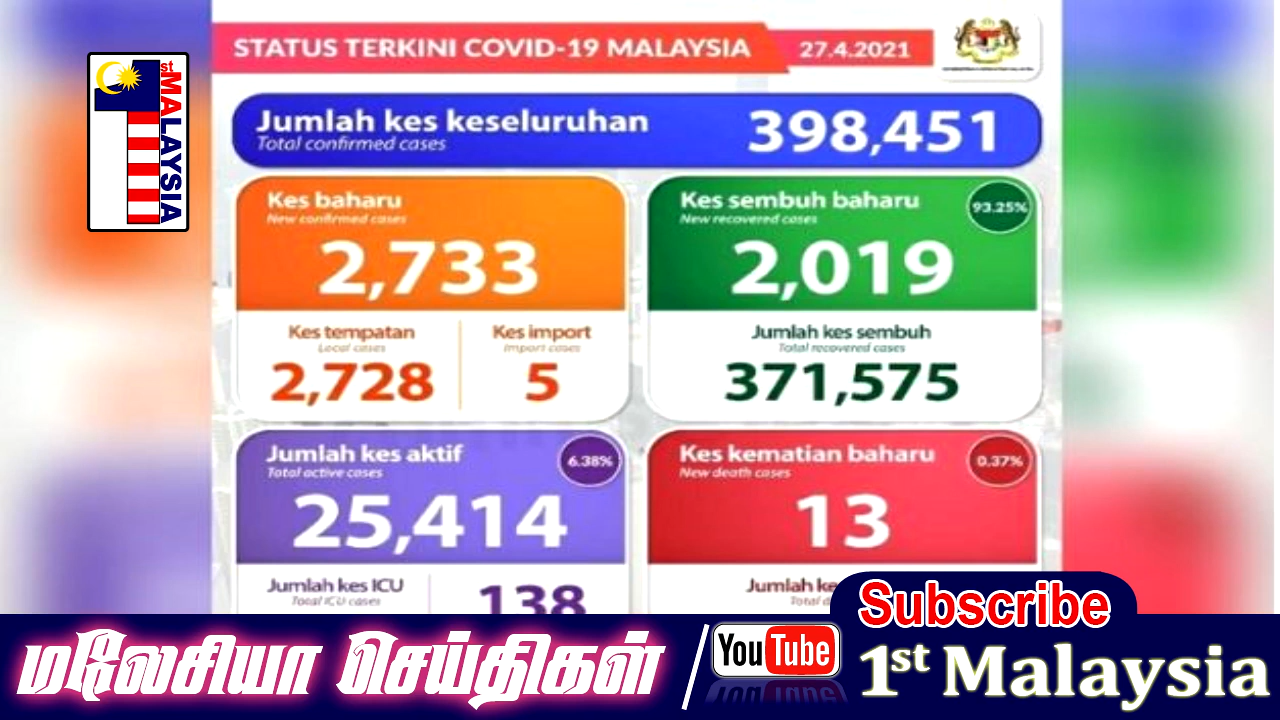 STATUS TERKINI COVID-19 MALAYSIA 27.4.2021
1st MALAYSIA
Jumlah kes keseluruhan 398,451
Total confirmed cases
Kes baharu
New confirmed cases
2,733
Kes tempatan
Local cases
2,728
Kes import
Import cases
5
Kes sembuh baharu
New recovered cases
93.25%
2,019
Jumlah kes sembuh
Total recovered cases
371,575
Jumlah kes aktif
Total active cases
6.38%
25,414
Jumlah kes ICU
Total ICU cases
138
Kes kematian baharu
New death cases
0.37%
13
Jumlah ke
Total d
Subscribe
மலேசியா செய்திகள்
YouTube
1st Malaysia